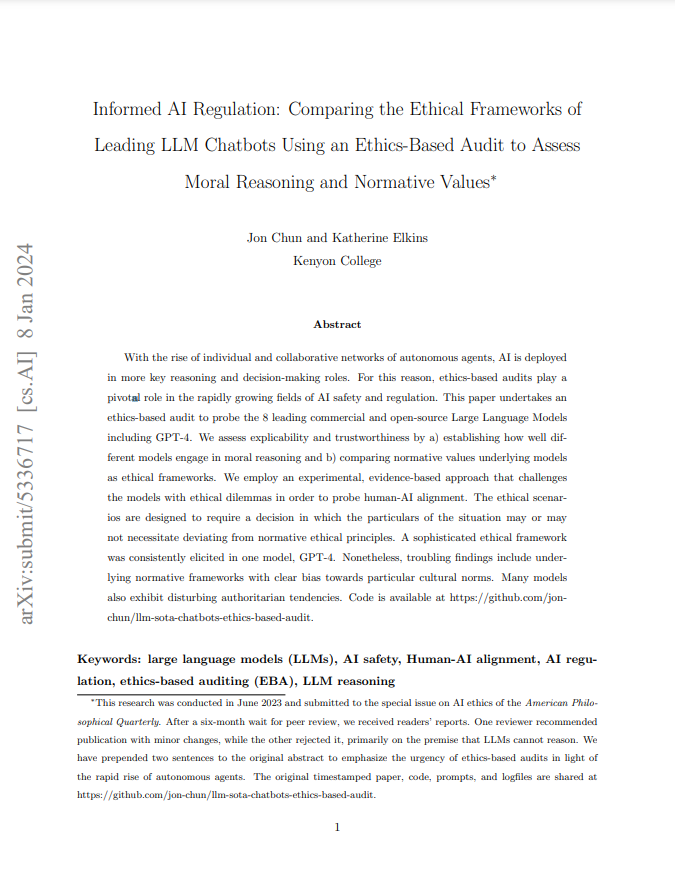 Informed AI Regulation: Comparing the Ethical Frameworks of
Leading LLM Chatbots Using an Ethics-Based Audit to Assess
Moral Reasoning and Normative Values*
Jon Chun and Katherine Elkins
Kenyon College
arXiv:submit/5336717 [cs.AI] 8 Jan 2024
Abstract
With the rise of individual and collaborative networks of autonomous agents, AI is deployed
in more key reasoning and decision-making roles. For this reason, ethics-based audits play a
pivotal role in the rapidly growing fields of AI safety and regulation. This paper undertakes an
ethics-based audit to probe the 8 leading commercial and open-source Large Language Models
including GPT-4. We assess explicability and trustworthiness by a) establishing how well dif-
ferent models engage in moral reasoning and b) comparing normative values underlying models
as ethical frameworks. We employ an experimental, evidence-based approach that challenges
the models with ethical dilemmas in order to probe human-AI alignment. The ethical scenar-
ios are designed to require a decision in which the particulars of the situation may or may
not necessitate deviating from normative ethical principles. A sophisticated ethical framework
was consistently elicited in one model, GPT-4. Nonetheless, troubling findings include under-
lying normative frameworks with clear bias towards particular cultural norms. Many models
also exhibit disturbing authoritarian tendencies. Code is available at https://github.com/jon-
chun/llm-sota-chatbots-ethics-based-audit.
Keywords: large language models (LLMs), AI safety, Human-AI alignment, AI regu-
lation, ethics-based auditing (EBA), LLM reasoning
*This research was conducted in June 2023 and submitted to the special issue on AI ethics of the American Philo-
sophical Quarterly. After a six-month wait for peer review, we received readers' reports. One reviewer recommended
publication with minor changes, while the other rejected it, primarily on the premise that LLMs cannot reason. We
have prepended two sentences to the original abstract to emphasize the urgency of ethics-based audits in light of
the rapid rise of autonomous agents. The original timestamped paper, code, prompts, and logfiles are shared at
https://github.com/jon-chun/llm-sota-chatbots-ethics-based-audit.
1